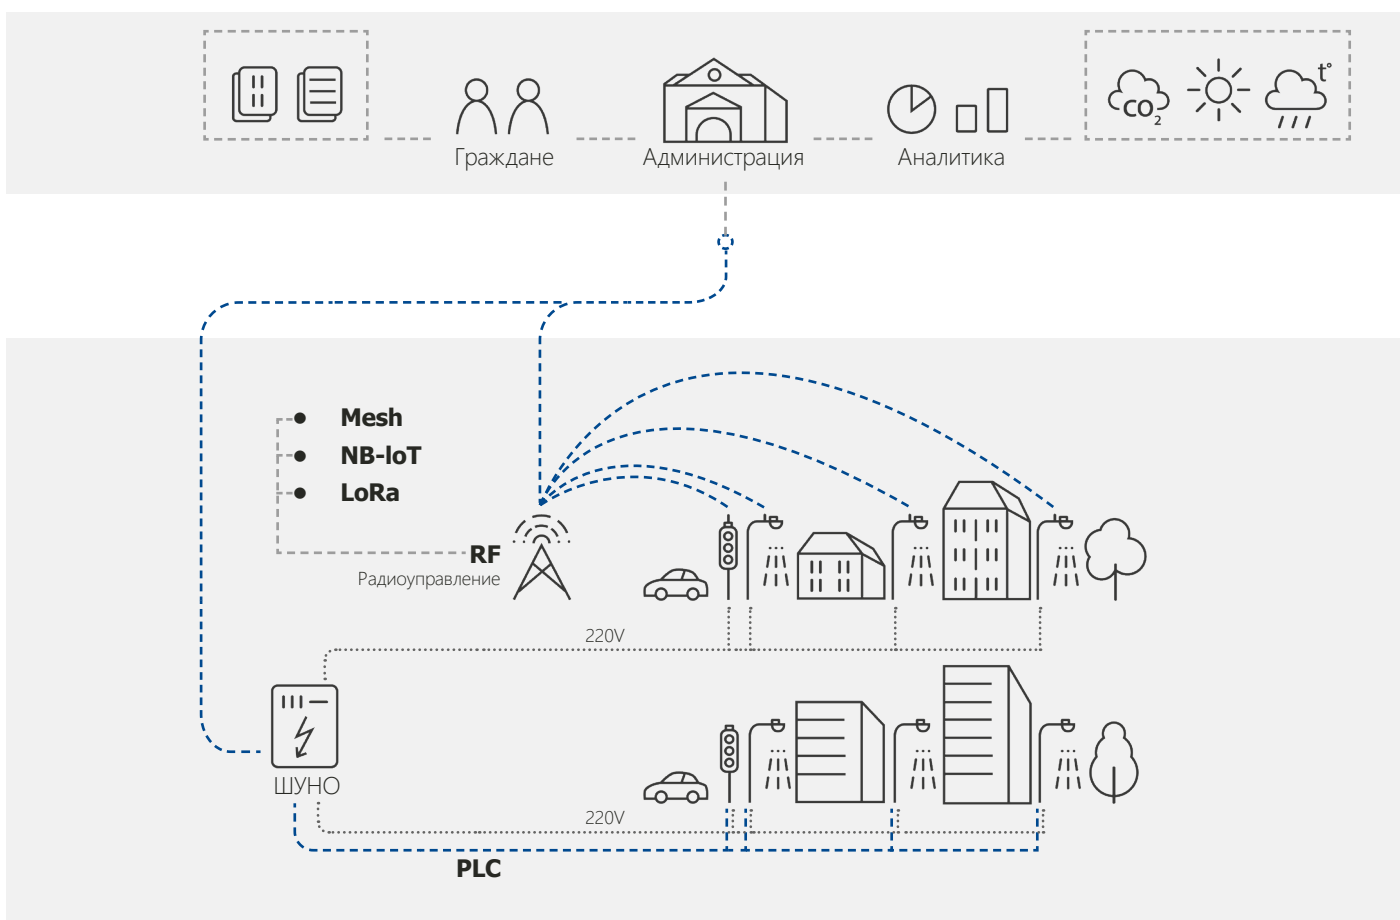 t°
CO2
Граждане
Администрация
Аналитика
Mesh
NB-IoT
LoRa
RF
Радиоуправление
220V
ШУНО
220V
PLC